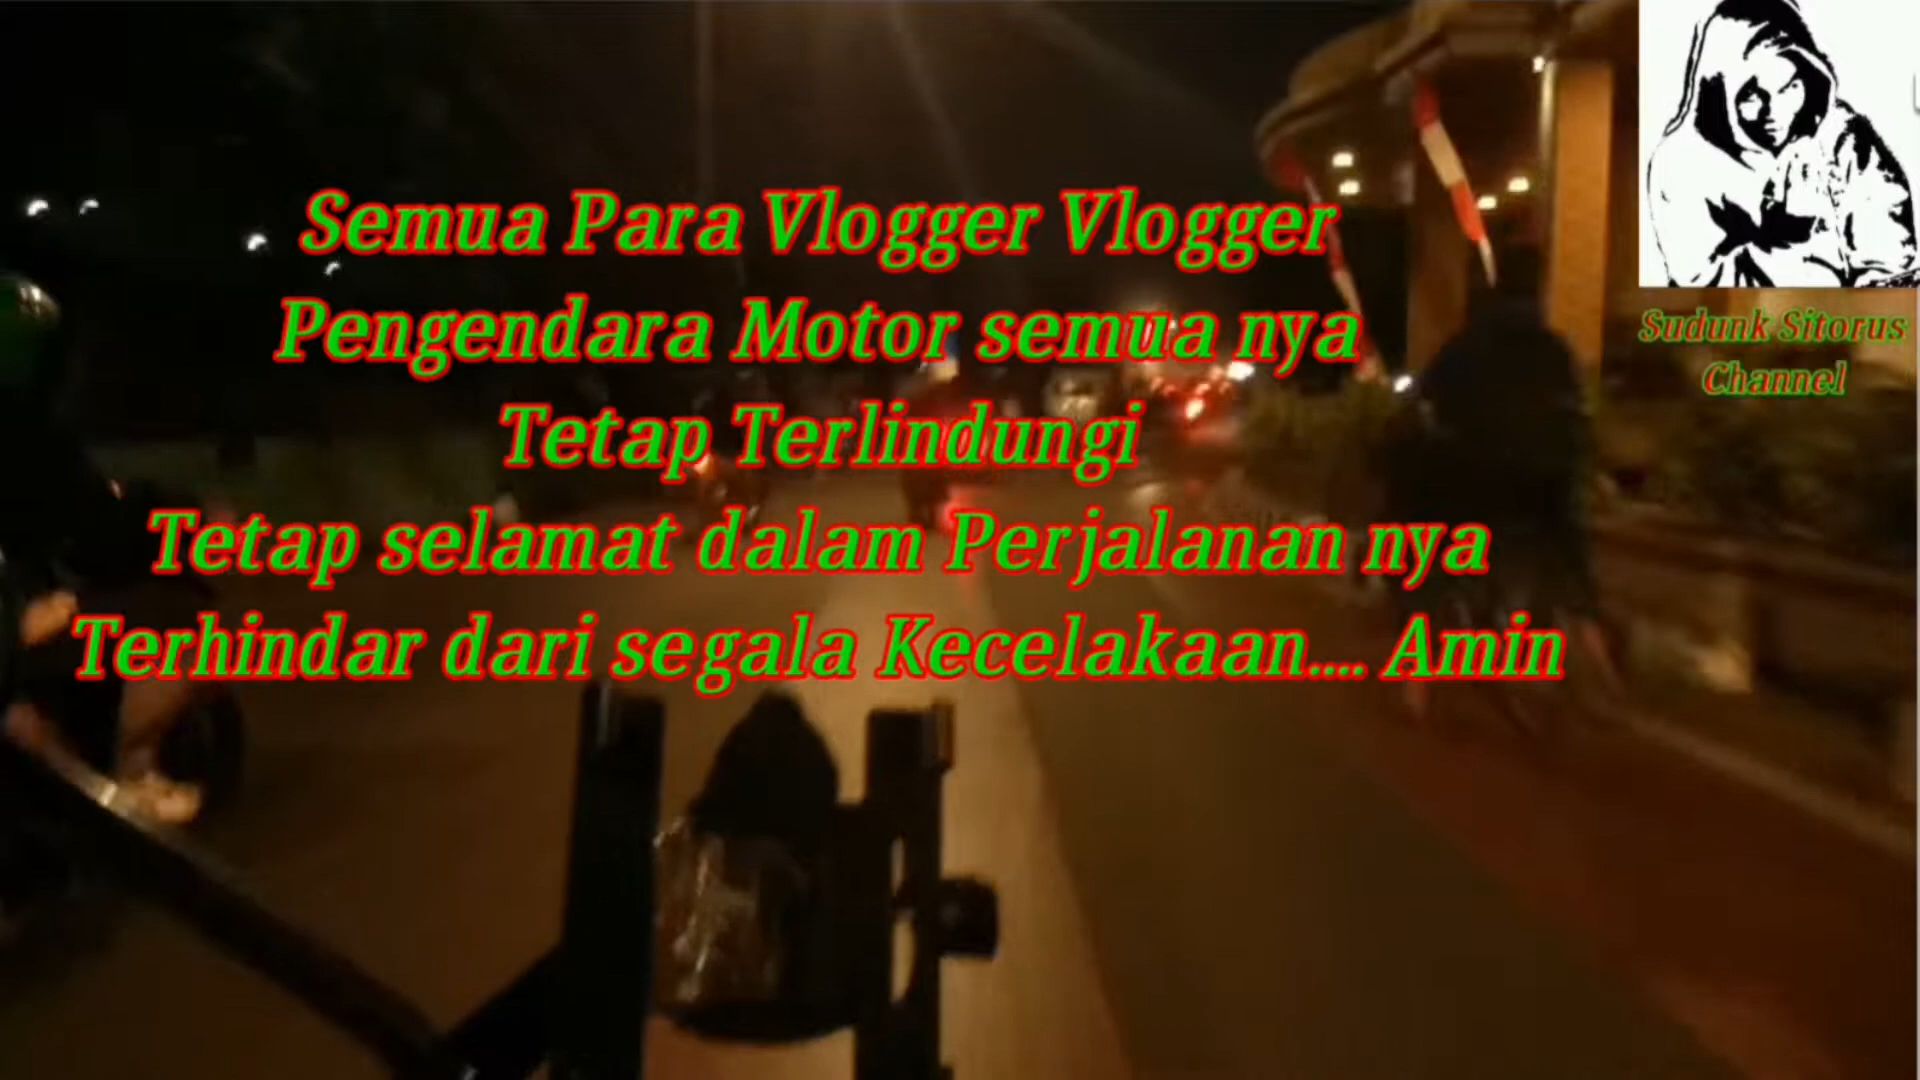 Semua Para Vlogger Vlogger
Pengendara Motor semua nya
Tetap Terlindungi
Tetap selamat dalam Perjalanan nya
Terhindar dari segala Kecelakaan.... Amin
Sudunk Sitorus
Channel